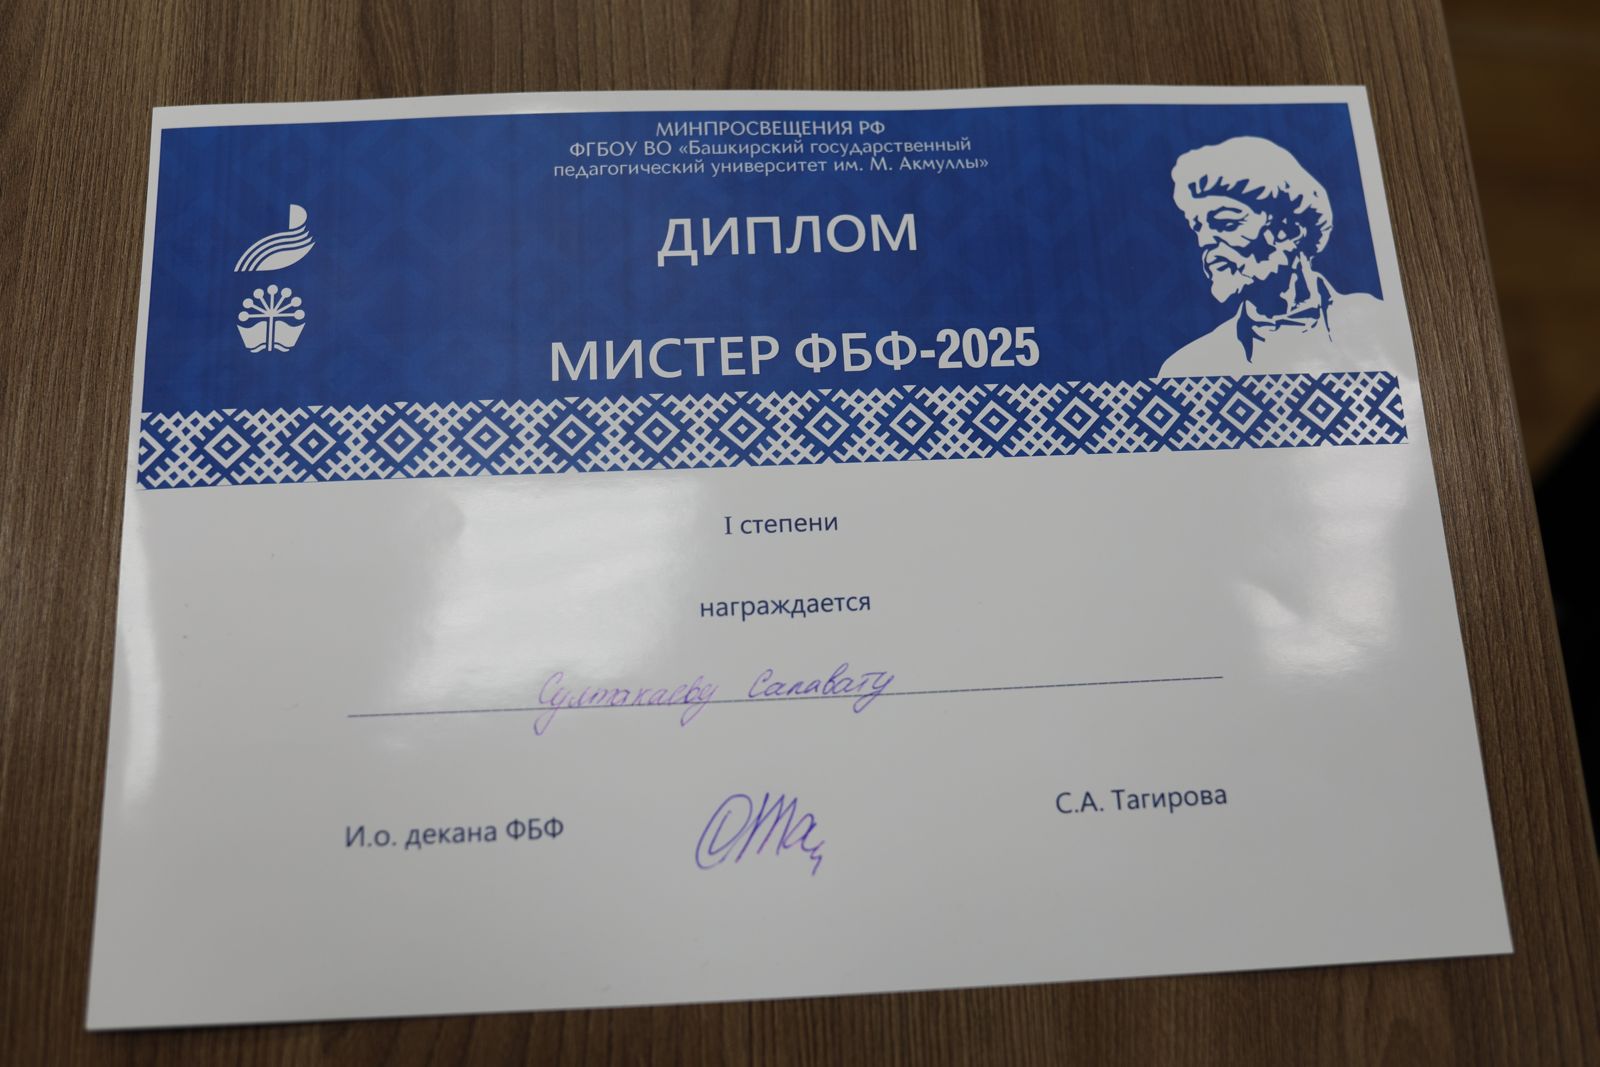 МИНПРОСВЕЩЕНИЯ РФ
ФГБОУ ВО «Башкирский государственный
педагогический университет им. М. Акмуллы»
ДИПЛОМ
МИСТЕР ФБФ-2025
I степени
награждается
Султакаеву Салавату
И.о. декана ФБФ
С.А. Тагирова